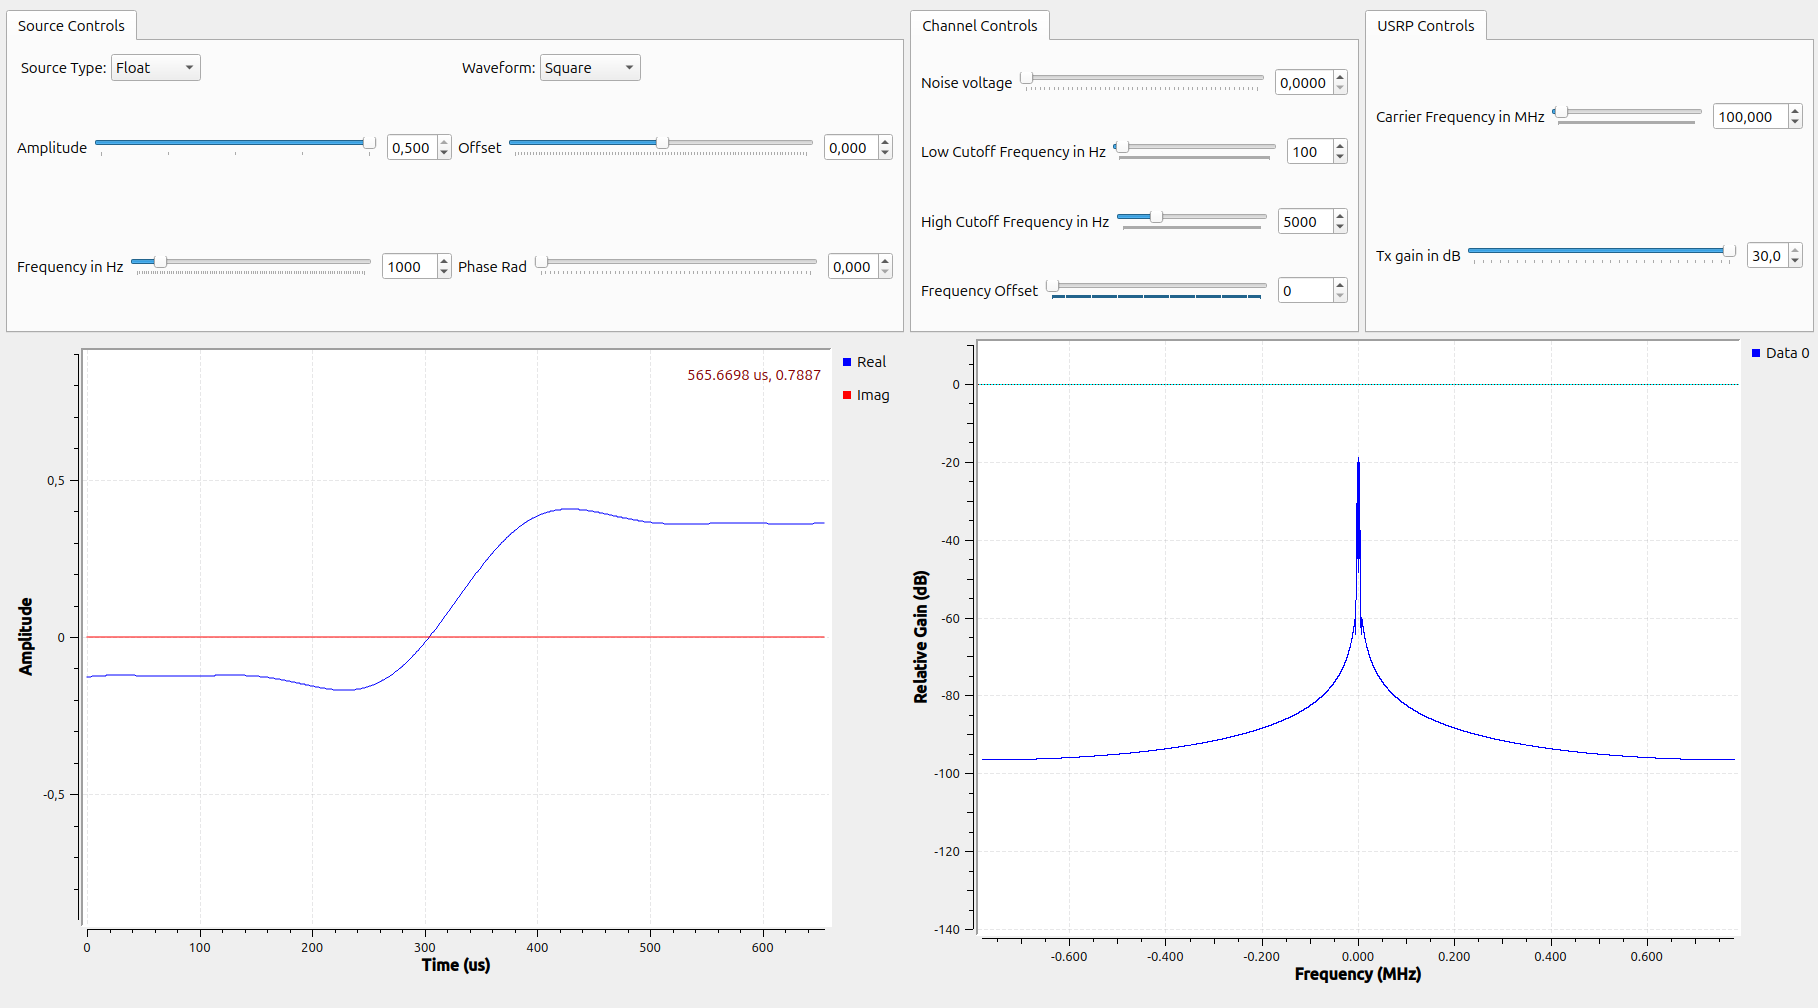 Source Controls
Source Type: Float
Waveform: Square
Amplitude 0,500
Offset 0,000
Frequency in Hz 1000
Phase Rad 0,000
Channel Controls
Noise voltage 0,0000
Low Cutoff Frequency in Hz 100
High Cutoff Frequency in Hz 5000
Frequency Offset 0
USRP Controls
Carrier Frequency in MHz 100,000
Tx gain in dB 30,0
565.6698 us, 0.7887
Real
Imag
Amplitude
0,5
0
-0,5
0 100 200 300 400 500 600
Time (us)
Data 0
Relative Gain (dB)
0
-20
-40
-60
-80
-100
-120
-140
-0.600 -0.400 -0.200 0.000 0.200 0.400 0.600
Frequency (MHz)